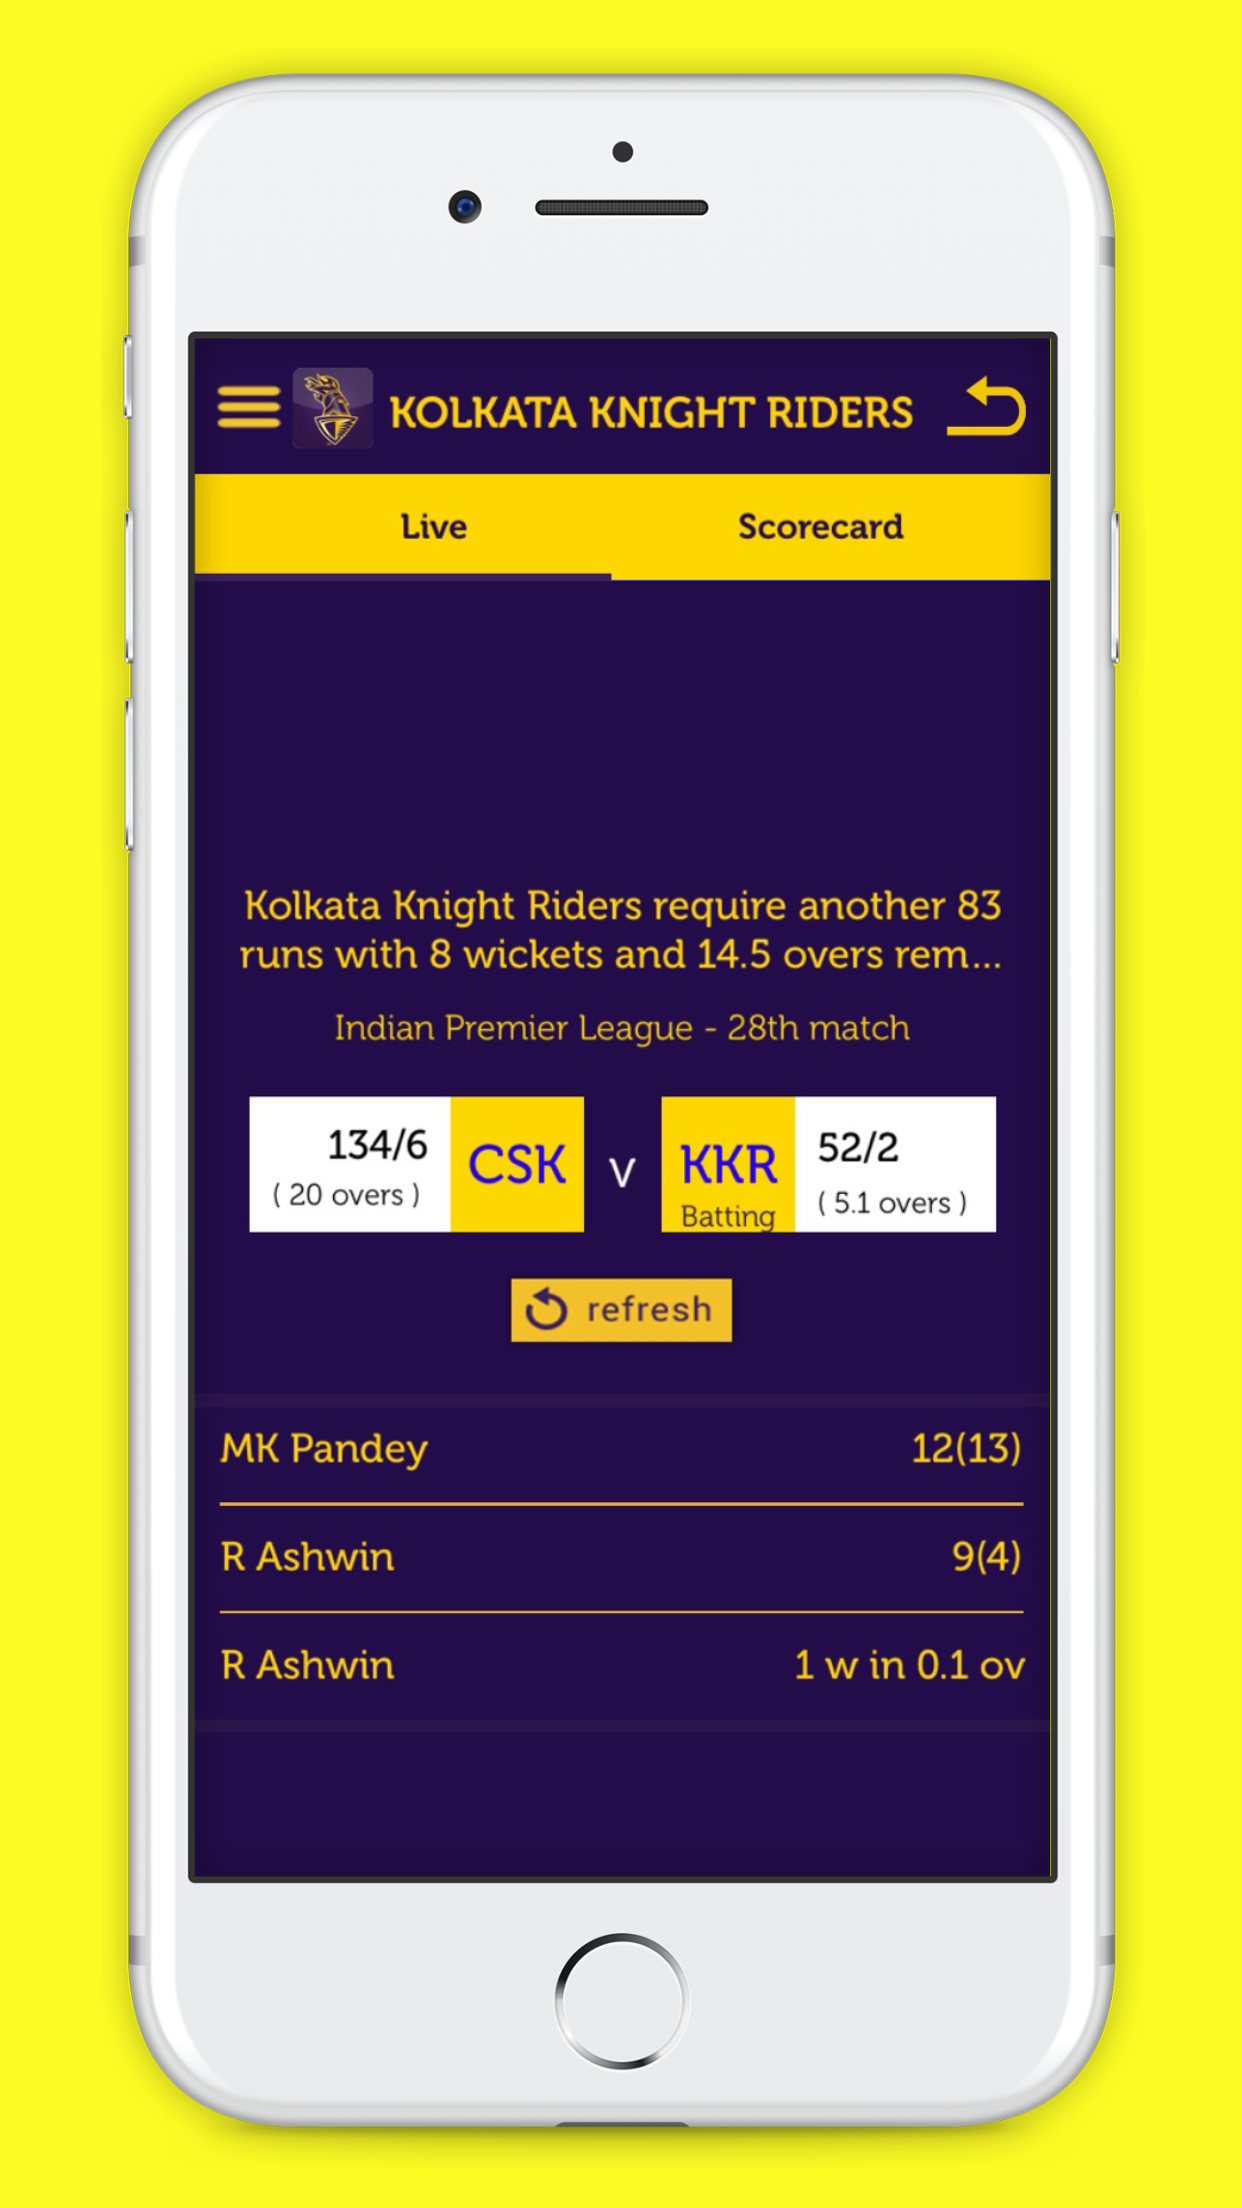 KOLKATA KNIGHT RIDERS
Live
Scorecard
Kolkata Knight Riders require another 83
runs with 8 wickets and 14.5 overs rem...
Indian Premier League - 28th match
134/6
( 20 overs )
CSK
v
KKR
Batting
52/2
( 5.1 overs )
refresh
MK Pandey 12(13)
R Ashwin 9(4)
R Ashwin 1 w in 0.1 ov